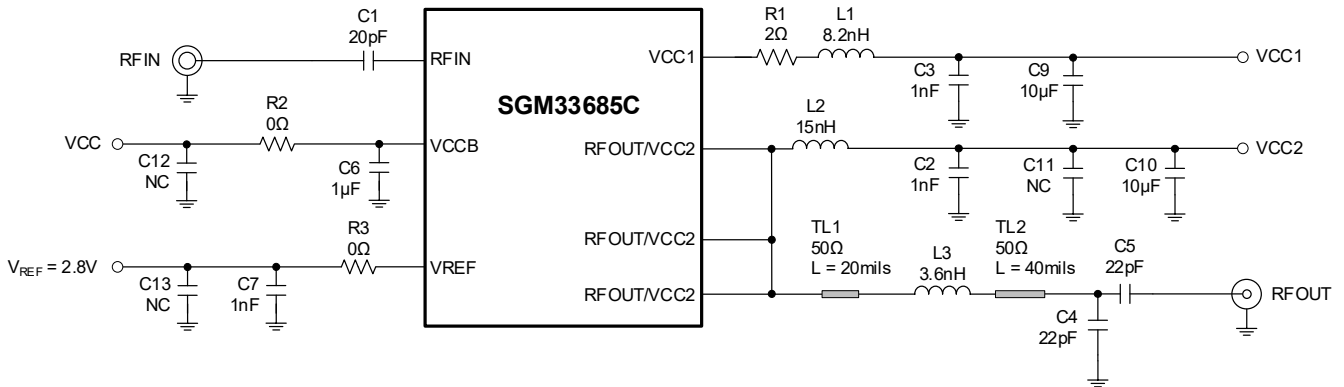 C1
20pF
RFIN
RFIN
R2
0Ω
VCC
VCCB
C12
NC
C6
1µF
R3
0Ω
VREF = 2.8V
VREF
C13
NC
C7
1nF
SGM33685C
VCC1
RFOUT/VCC2
RFOUT/VCC2
RFOUT/VCC2
R1
2Ω
L1
8.2nH
C3
1nF
C9
10µF
VCC1
L2
15nH
C2
1nF
C11
NC
C10
10µF
VCC2
TL1
50Ω
L = 20mils
L3
3.6nH
TL2
50Ω
L = 40mils
C5
22pF
C4
22pF
RFOUT